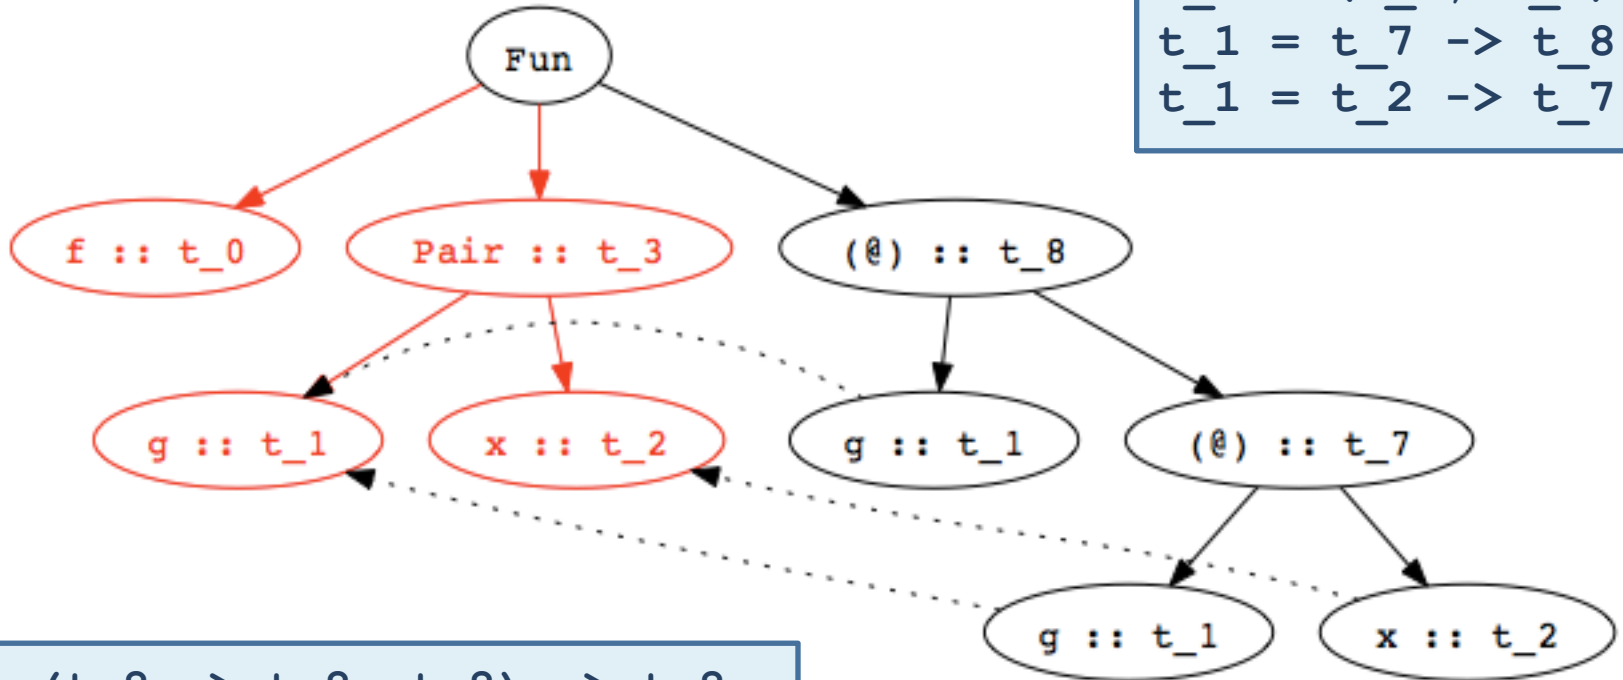 Fun
t_1 = t_7 -> t_8
t_1 = t_2 -> t_7
f :: t_0
Pair :: t_3
(@) :: t_8
g :: t_1
x :: t_2
g :: t_1
(@) :: t_7
g :: t_1
x :: t_2